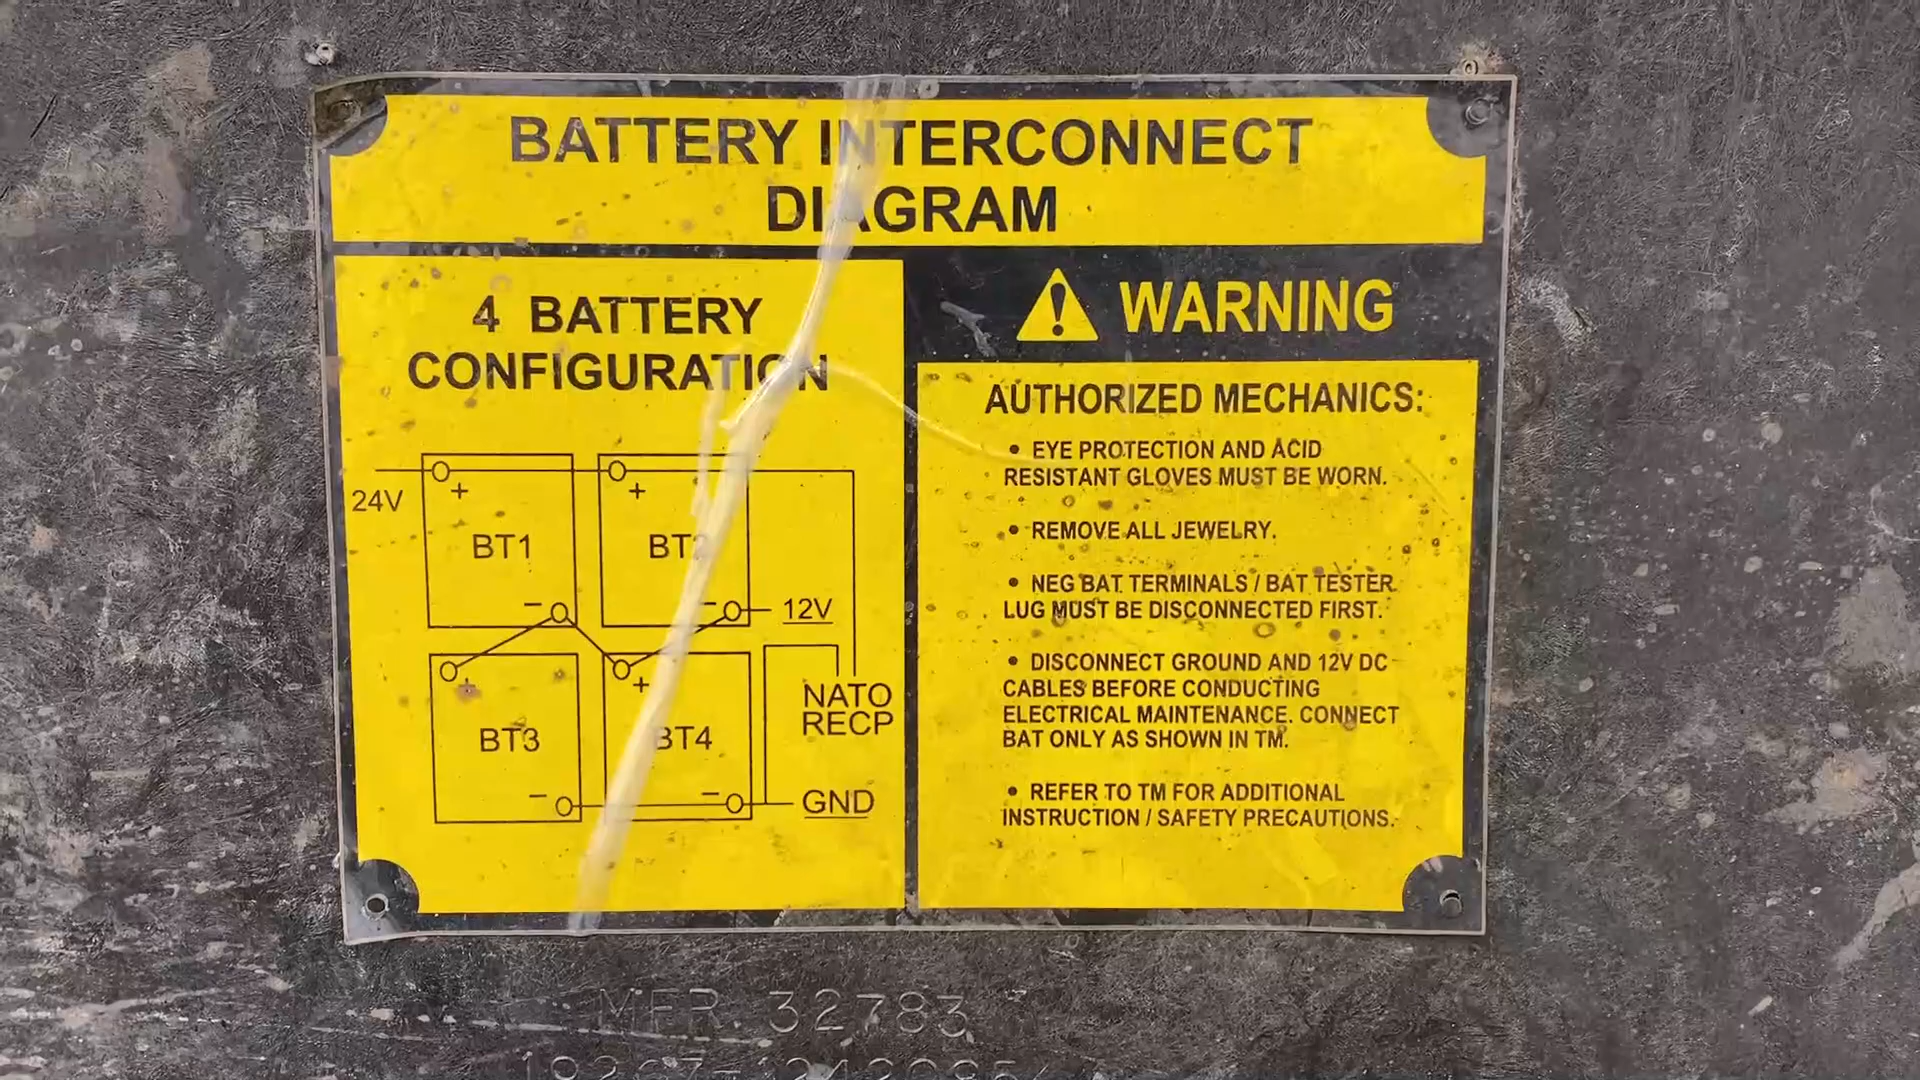 BATTERY INTERCONNECT
DIAGRAM
4 BATTERY
CONFIGURATION
24V
+
BT1
-
+
BT2
-
12V
+
BT3
-
+
BT4
-
NATO
RECP
GND
WARNING
AUTHORIZED MECHANICS:
• EYE PROTECTION AND ACID
RESISTANT GLOVES MUST BE WORN.
• REMOVE ALL JEWELRY.
• NEG BAT TERMINALS / BAT TESTER
LUG MUST BE DISCONNECTED FIRST.
• DISCONNECT GROUND AND 12V DC
CABLES BEFORE CONDUCTING
ELECTRICAL MAINTENANCE. CONNECT
BAT ONLY AS SHOWN IN TM.
• REFER TO TM FOR ADDITIONAL
INSTRUCTION / SAFETY PRECAUTIONS.
MFR 32783